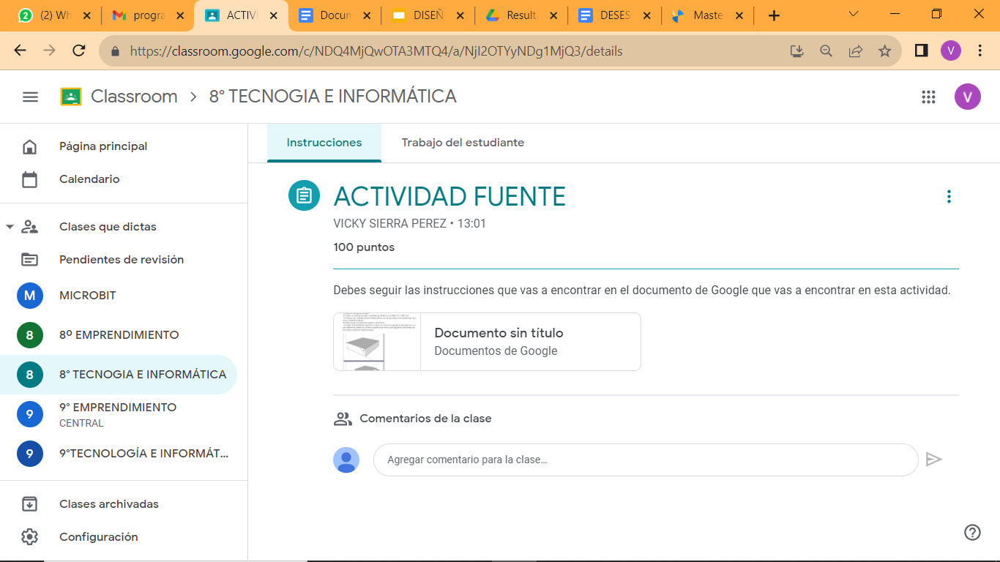 (2) Wh
progra
ACTIVI
Docun
DISEÑ
Result
DESES
Maste
https://classroom.google.com/c/NDQ4MjQwOTA3MTQ4/a/NjI2OTYyNDg1MjQ3/details
V
Classroom > 8° TECNOGIA E INFORMÁTICA
V
Página principal
Calendario
Clases que dictas
Pendientes de revisión
M MICROBIT
8 8º EMPRENDIMIENTO
8 8° TECNOGIA E INFORMÁTICA
9 9° EMPRENDIMIENTO
CENTRAL
9 9°TECNOLOGÍA E INFORMÁT...
Clases archivadas
Configuración
Instrucciones
Trabajo del estudiante
ACTIVIDAD FUENTE
VICKY SIERRA PEREZ • 13:01
100 puntos
Debes seguir las instrucciones que vas a encontrar en el documento de Google que vas a encontrar en esta actividad.
Documento sin título
Documentos de Google
Comentarios de la clase
Agregar comentario para la clase...